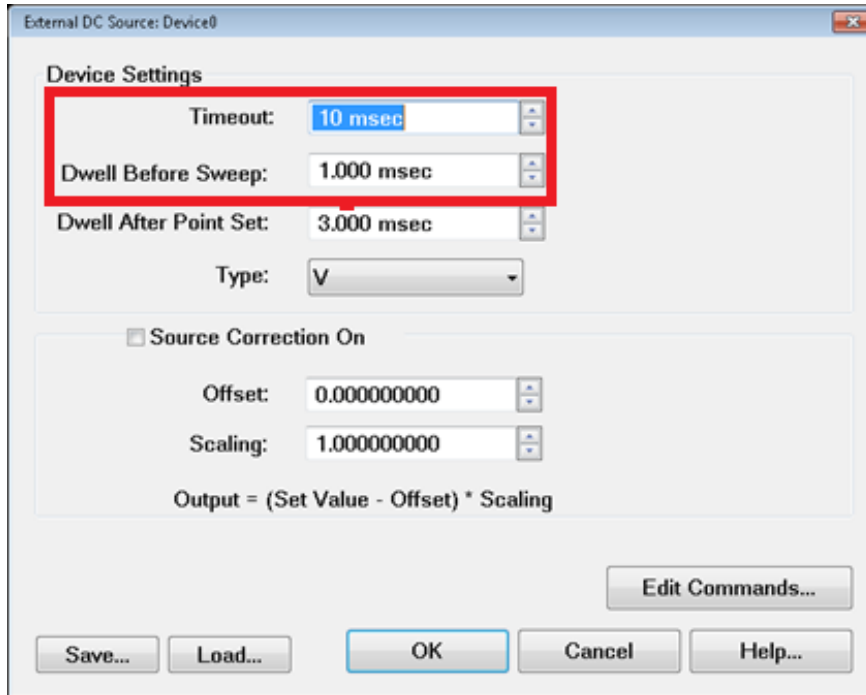 External DC Source: Device0
Device Settings
Timeout: 10 msec
Dwell Before Sweep: 1.000 msec
Dwell After Point Set: 3.000 msec
Type: V
Source Correction On
Offset: 0.000000000
Scaling: 1.000000000
Output = (Set Value - Offset) * Scaling
Edit Commands...
Save... Load... OK Cancel Help...